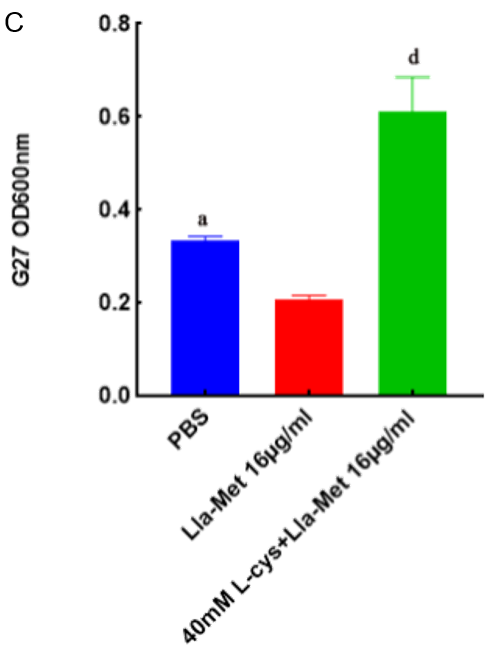 C
G27 OD600nm
0.8
0.6
0.4
0.2
0.0
a
d
PBS
Lla-Met 16μg/ml
40mM L-cys+Lla-Met 16μg/ml